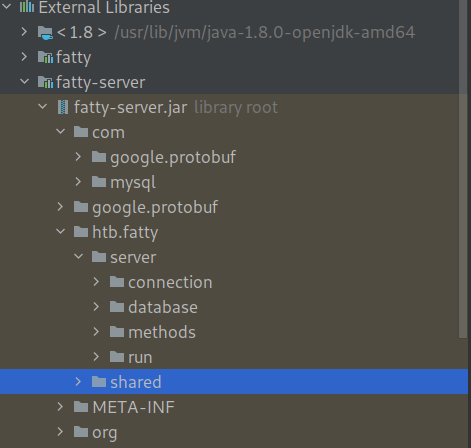 External Libraries
< 1.8 > /usr/lib/jvm/java-1.8.0-openjdk-amd64
fatty
fatty-server
fatty-server.jar library root
com
google.protobuf
mysql
google.protobuf
htb.fatty
server
connection
database
methods
run
shared
META-INF
org